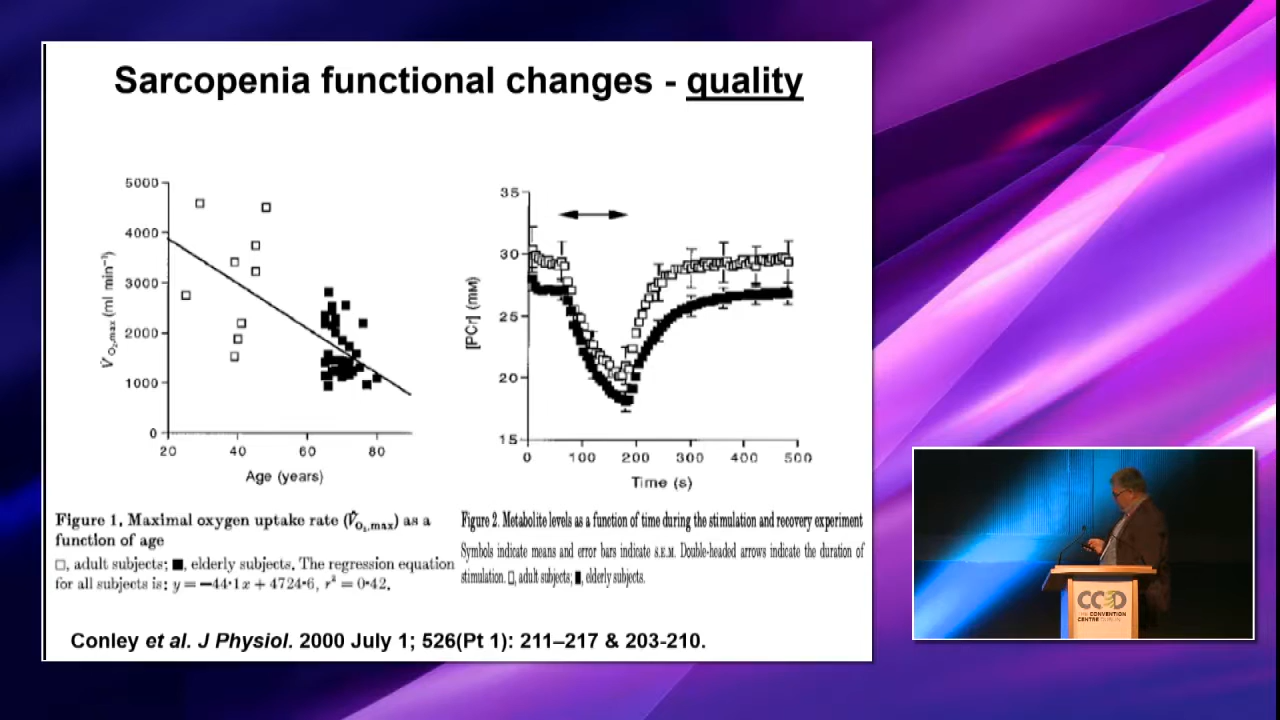 Sarcopenia functional changes - quality
5000
4000
3000
2000
1000
0
20
40
60
80
V̇O2,max (ml min⁻¹)
Age (years)
35
30
25
20
15
0
100
200
300
400
500
[PCr] (mM)
Time (s)
Figure 1. Maximal oxygen uptake rate (V̇O2,max) as a
function of age
□, adult subjects; ■, elderly subjects. The regression equation
for all subjects is: y = −44·1x + 4724·6, r² = 0·42.
Figure 2. Metabolite levels as a function of time during the stimulation and recovery experiment
Symbols indicate means and error bars indicate S.E.M. Double-headed arrows indicate the duration of
stimulation. □, adult subjects; ■, elderly subjects.
Conley et al. J Physiol. 2000 July 1; 526(Pt 1): 211–217 & 203-210.
CCD
THE CONVENTION
CENTRE DUBLIN